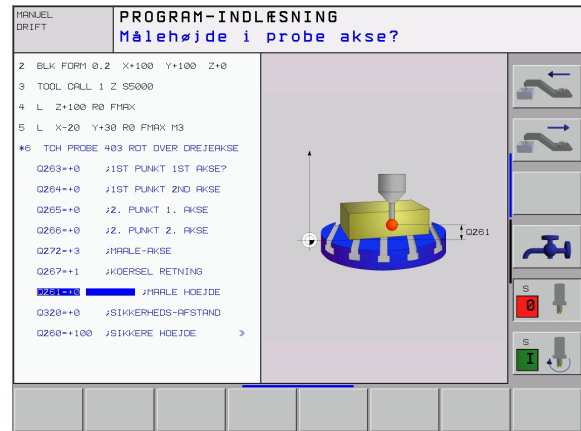 MANUEL
DRIFT
PROGRAM-INDLÆSNING
Målehøjde i probe akse?
2 BLK FORM 0.2 X+100 Y+100 Z+0
3 TOOL CALL 1 Z S5000
4 L Z+100 R0 FMAX
5 L X-20 Y+30 R0 FMAX M3
*6 TCH PROBE 403 ROT OVER DREJEAKSE
Q263=+0 ;1ST PUNKT 1ST AKSE?
Q264=+0 ;1ST PUNKT 2ND AKSE
Q265=+0 ;2. PUNKT 1. AKSE
Q266=+0 ;2. PUNKT 2. AKSE
Q272=+3 ;MAALE-AKSE
Q267=+1 ;KOERSEL RETNING
Q261=+0 ;MAALE HOEJDE
Q320=+0 ;SIKKERHEDS-AFSTAND
Q260=+100 ;SIKKERE HOEJDE »
Q261
S
0
S
I